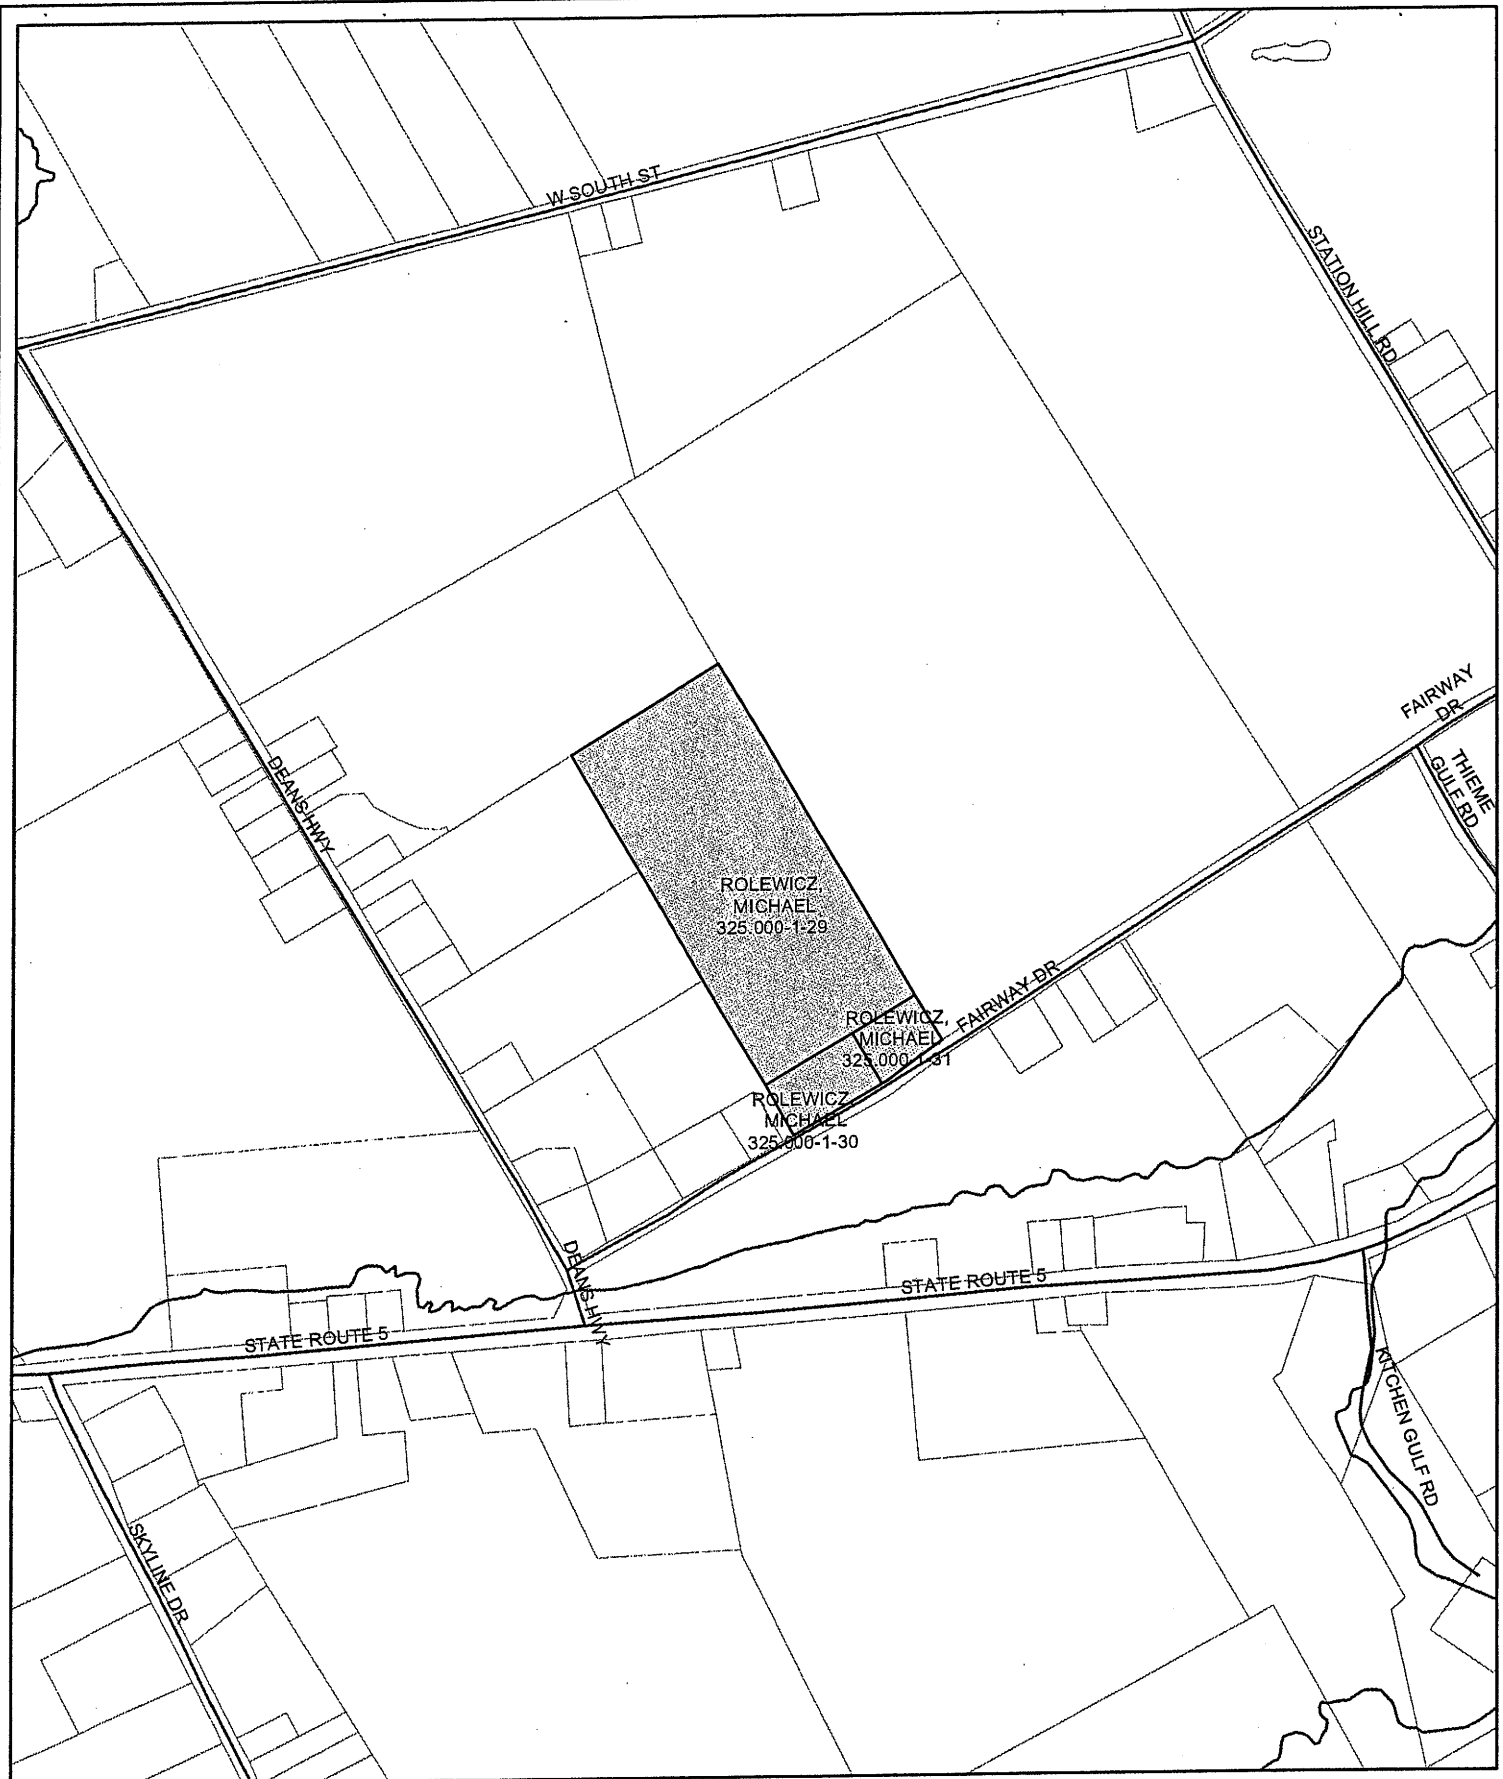 W SOUTH ST
STATION HILL RD
FAIRWAY
DR
THIEME
GULF RD
DEANS HWY
ROLEWICZ,
MICHAEL
325.000-1-29
FAIRWAY DR
ROLEWICZ,
MICHAEL
325.000-1-31
ROLEWICZ,
MICHAEL
325.000-1-30
DEANS HWY
STATE ROUTE 5
STATE ROUTE 5
KITCHEN GULF RD
SKYLINE DR